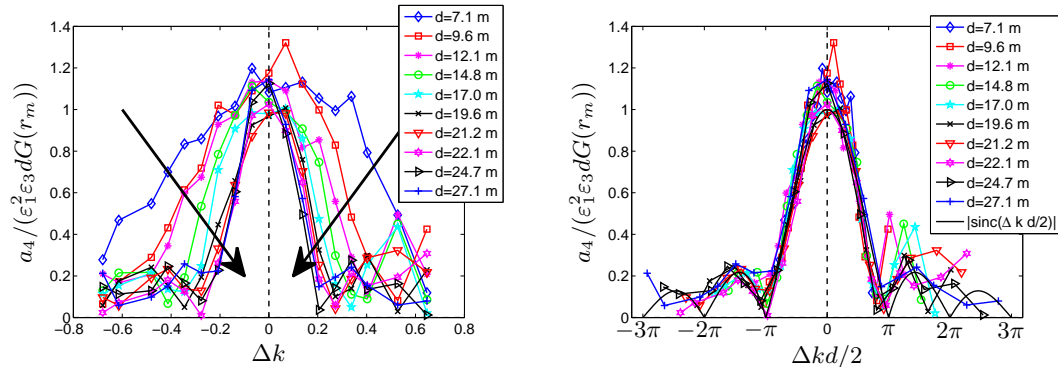 a₄/(ε₁²ε₃dG(rₘ))
1.4
1.2
1
0.8
0.6
0.4
0.2
0
−0.8 −0.6 −0.4 −0.2 0 0.2 0.4 0.6 0.8
Δk
d=7.1 m
d=9.6 m
d=12.1 m
d=14.8 m
d=17.0 m
d=19.6 m
d=21.2 m
d=22.1 m
d=24.7 m
d=27.1 m
a₄/(ε₁²ε₃dG(rₘ))
1.4
1.2
1
0.8
0.6
0.4
0.2
0
−3π −2π −π 0 π 2π 3π
Δkd/2
d=7.1 m
d=9.6 m
d=12.1 m
d=14.8 m
d=17.0 m
d=19.6 m
d=21.2 m
d=22.1 m
d=24.7 m
d=27.1 m
|sinc(Δ k d/2)|